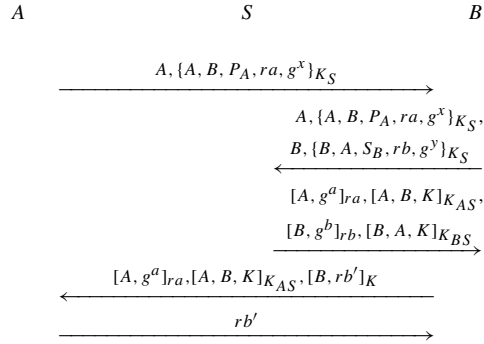 A S B
A, {A, B, P_A, ra, g^x}_{K_S}
A, {A, B, P_A, ra, g^x}_{K_S},
B, {B, A, S_B, rb, g^y}_{K_S}
[A, g^a]_{ra}, [A, B, K]_{K_{AS}},
[B, g^b]_{rb}, [B, A, K]_{K_{BS}}
[A, g^a]_{ra}, [A, B, K]_{K_{AS}}, [B, rb']_K
rb'